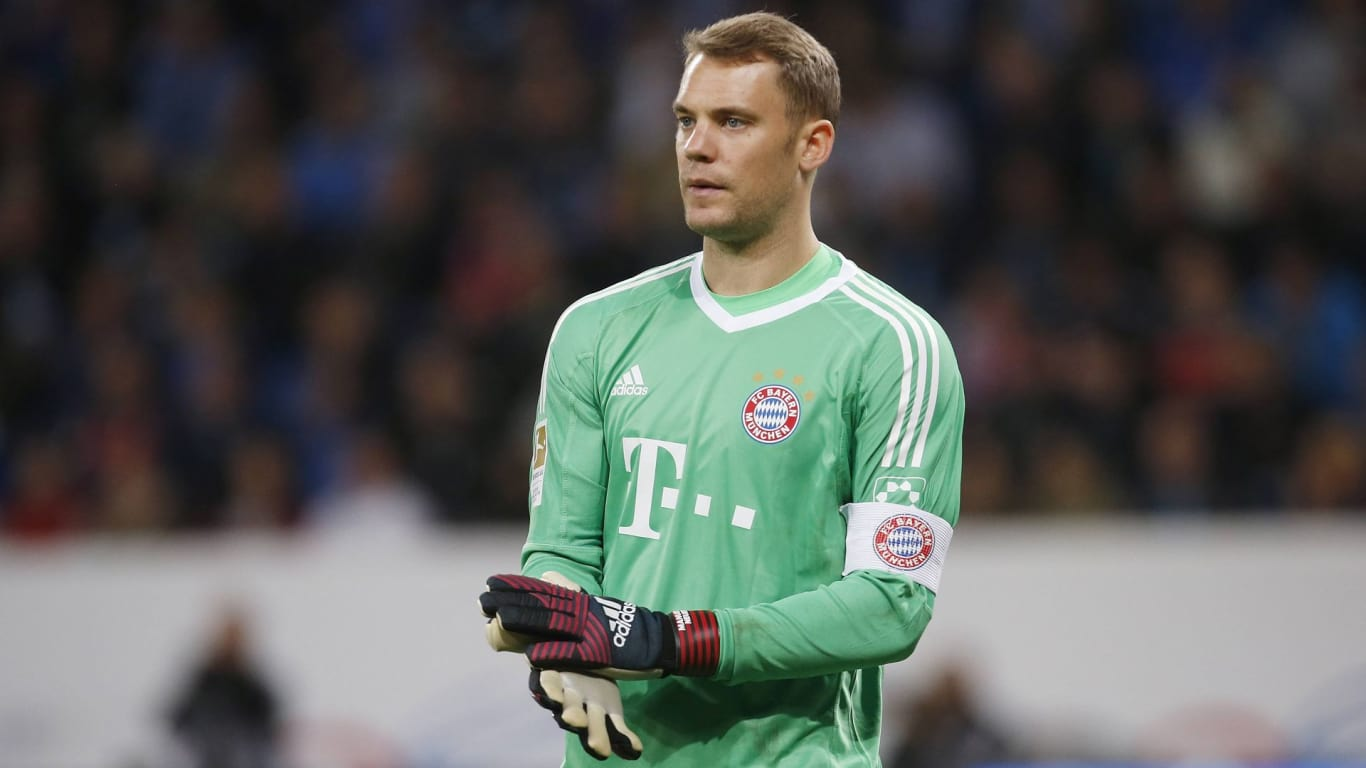 adidas
FC BAYERN
MÜNCHEN
T
FC BAYERN
MÜNCHEN
adidas